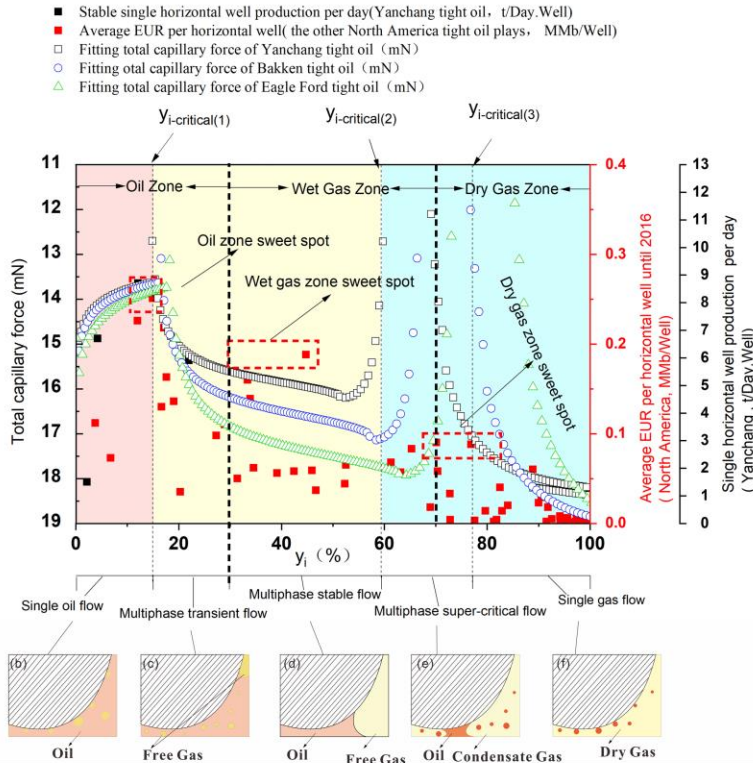 Stable single horizontal well production per day(Yanchang tight oil, t/Day.Well)
Average EUR per horizontal well( the other North America tight oil plays, MMb/Well)
Fitting total capillary force of Yanchang tight oil(mN)
Fitting otal capillary force of Bakken tight oil(mN)
Fitting total capillary force of Eagle Ford tight oil(mN)
yi-critical(1)
yi-critical(2)
yi-critical(3)
Oil Zone
Wet Gas Zone
Dry Gas Zone
Oil zone sweet spot
Wet gas zone sweet spot
Dry gas zone sweet spot
Total capillary force (mN)
11
12
13
14
15
16
17
18
19
0
20
40
60
80
100
yi(%)
0.4
0.3
0.2
0.1
0.0
Average EUR per horizontal well until 2016
( North America, MMb/Well)
13
12
11
10
9
8
7
6
5
4
3
2
1
0
Single horizontal well production per day
(Yanchang, t/Day.Well)
Single oil flow
Multiphase transient flow
Multiphase stable flow
Multiphase super-critical flow
Single gas flow
(b)
(c)
(d)
(e)
(f)
Oil
Free Gas
Oil
Free Gas
Oil
Condensate Gas
Dry Gas